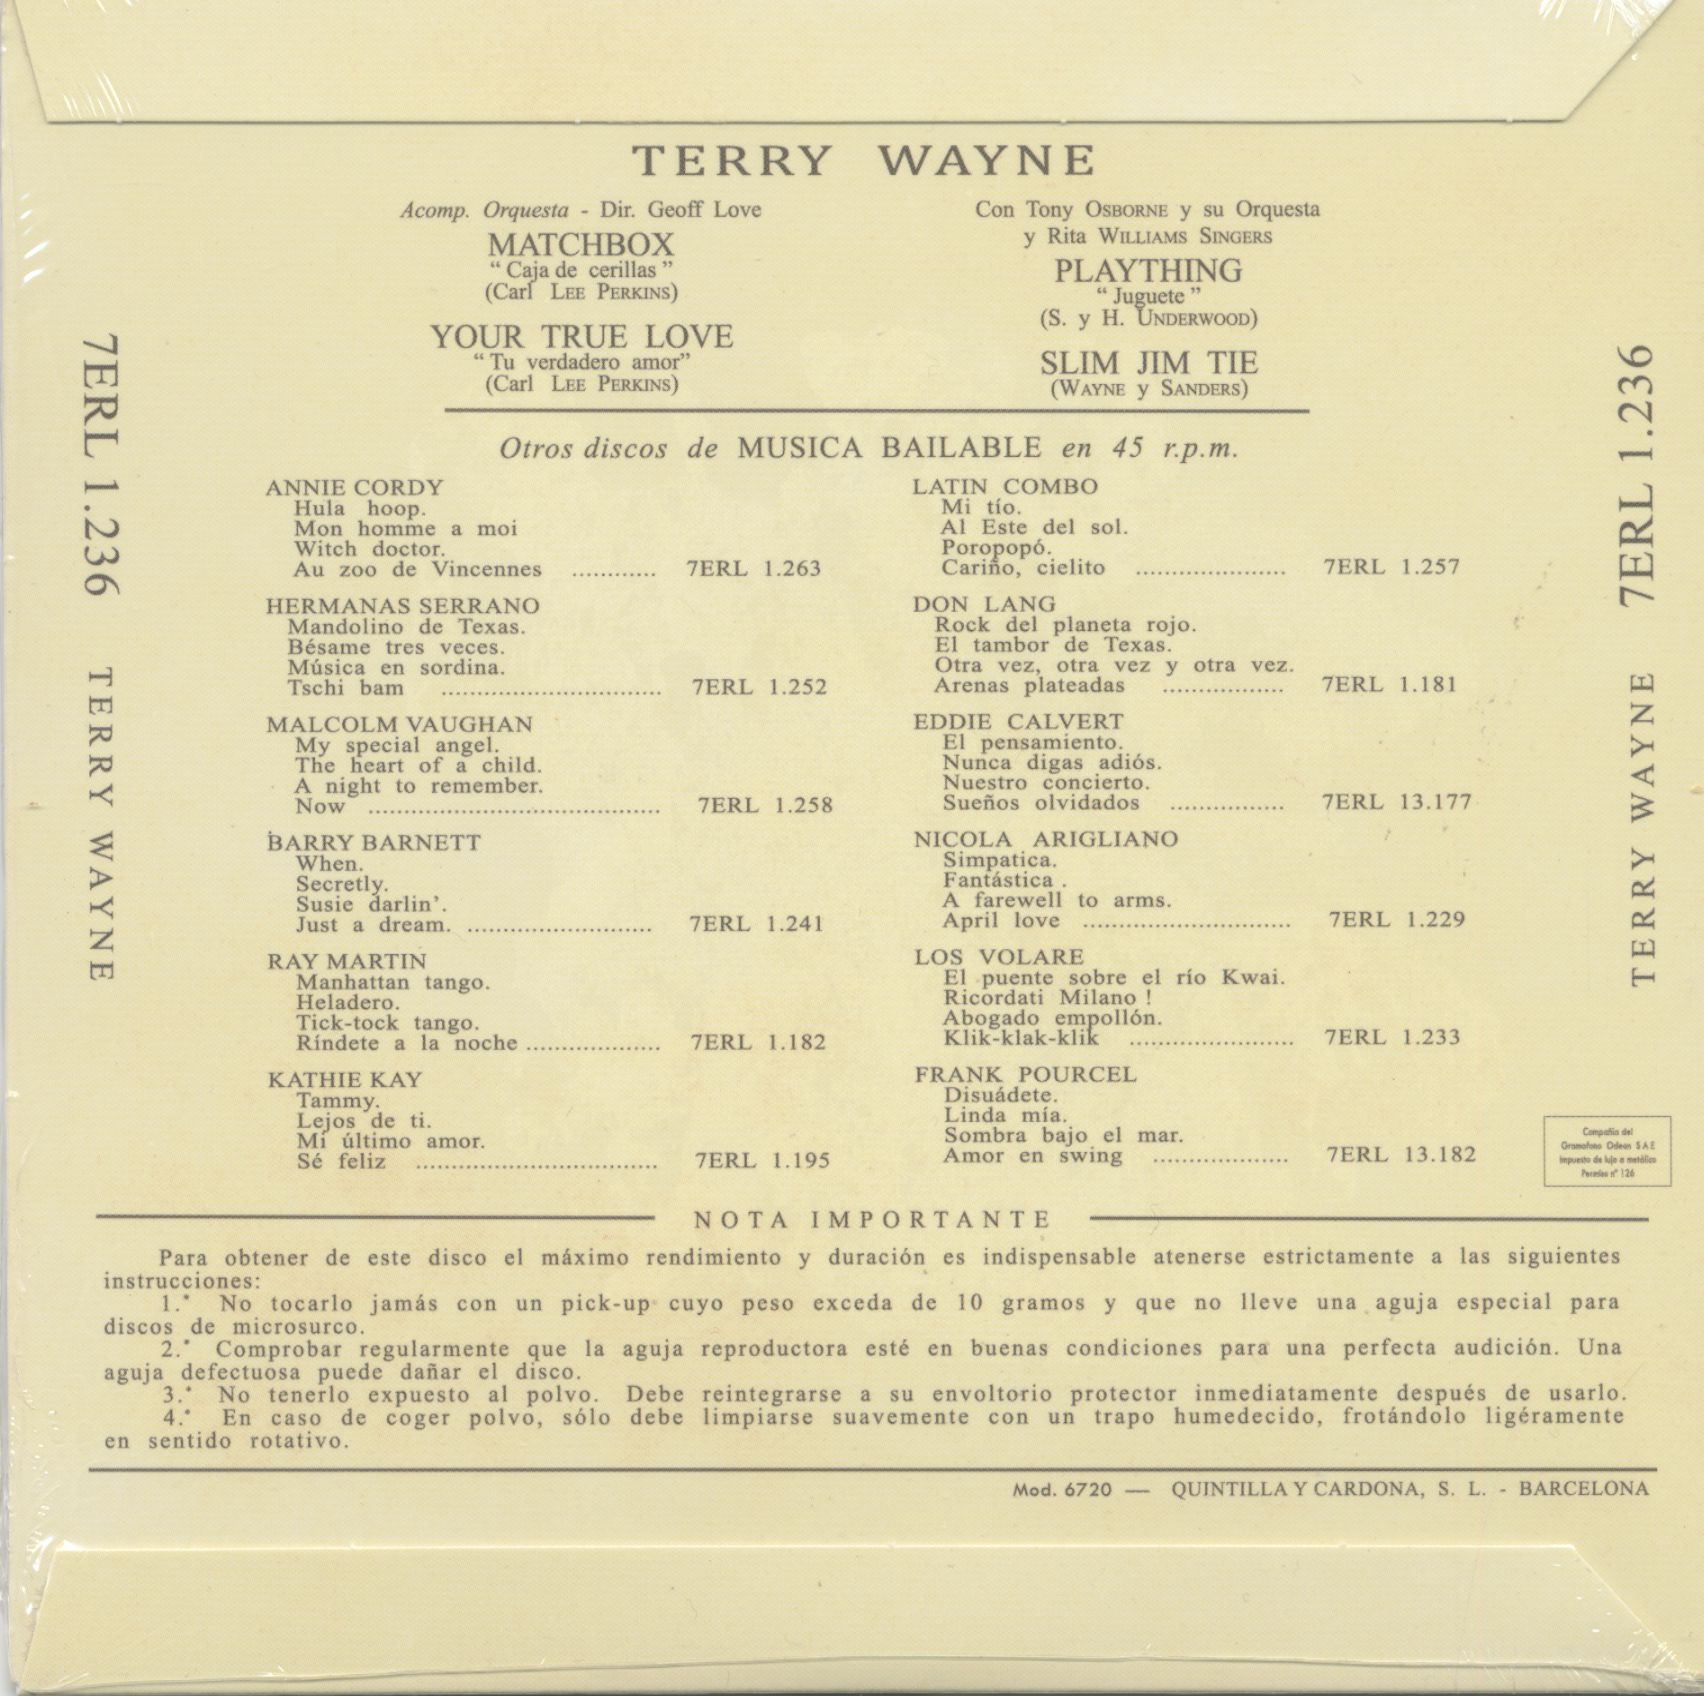 TERRY WAYNE
Acomp. Orquesta - Dir. Geoff Love
MATCHBOX
“ Caja de cerillas ”
(Carl LEE PERKINS)
YOUR TRUE LOVE
“ Tu verdadero amor”
(Carl LEE PERKINS)
Con Tony OSBORNE y su Orquesta
y Rita WILLIAMS SINGERS
PLAYTHING
“ Juguete ”
(S. y H. UNDERWOOD)
SLIM JIM TIE
(WAYNE y SANDERS)
7ERL 1.236 TERRY WAYNE
Otros discos de MUSICA BAILABLE en 45 r.p.m.
ANNIE CORDY
Hula hoop.
Mon homme a moi
Witch doctor.
Au zoo de Vincennes ............ 7ERL 1.263
HERMANAS SERRANO
Mandolino de Texas.
Bésame tres veces.
Música en sordina.
Tschi bam ............................... 7ERL 1.252
MALCOLM VAUGHAN
My special angel.
The heart of a child.
A night to remember.
Now ......................................... 7ERL 1.258
BARRY BARNETT
When.
Secretly.
Susie darlin’.
Just a dream. .......................... 7ERL 1.241
RAY MARTIN
Manhattan tango.
Heladero.
Tick-tock tango.
Ríndete a la noche ................... 7ERL 1.182
KATHIE KAY
Tammy.
Lejos de ti.
Mi último amor.
Sé feliz .................................. 7ERL 1.195
LATIN COMBO
Mi tío.
Al Este del sol.
Poropopó.
Cariño, cielito ..................... 7ERL 1.257
DON LANG
Rock del planeta rojo.
El tambor de Texas.
Otra vez, otra vez y otra vez.
Arenas plateadas ................. 7ERL 1.181
EDDIE CALVERT
El pensamiento.
Nunca digas adiós.
Nuestro concierto.
Sueños olvidados ................ 7ERL 13.177
NICOLA ARIGLIANO
Simpatica.
Fantástica .
A farewell to arms.
April love ............................. 7ERL 1.229
LOS VOLARE
El puente sobre el río Kwai.
Ricordati Milano !
Abogado empollón.
Klik-klak-klik ....................... 7ERL 1.233
FRANK POURCEL
Disuádete.
Linda mía.
Sombra bajo el mar.
Amor en swing ................... 7ERL 13.182
7ERL 1.236 TERRY WAYNE
Compañía del
Gramofono Odeon S A E
Impuesto de lujo a metálico
Permiso nº 126
NOTA IMPORTANTE
Para obtener de este disco el máximo rendimiento y duración es indispensable atenerse estrictamente a las siguientes
instrucciones:
1.ª No tocarlo jamás con un pick-up cuyo peso exceda de 10 gramos y que no lleve una aguja especial para
discos de microsurco.
2.ª Comprobar regularmente que la aguja reproductora esté en buenas condiciones para una perfecta audición. Una
aguja defectuosa puede dañar el disco.
3.ª No tenerlo expuesto al polvo. Debe reintegrarse a su envoltorio protector inmediatamente después de usarlo.
4.ª En caso de coger polvo, sólo debe limpiarse suavemente con un trapo humedecido, frotándolo ligéramente
en sentido rotativo.
Mod. 6720 — QUINTILLA Y CARDONA, S. L. - BARCELONA